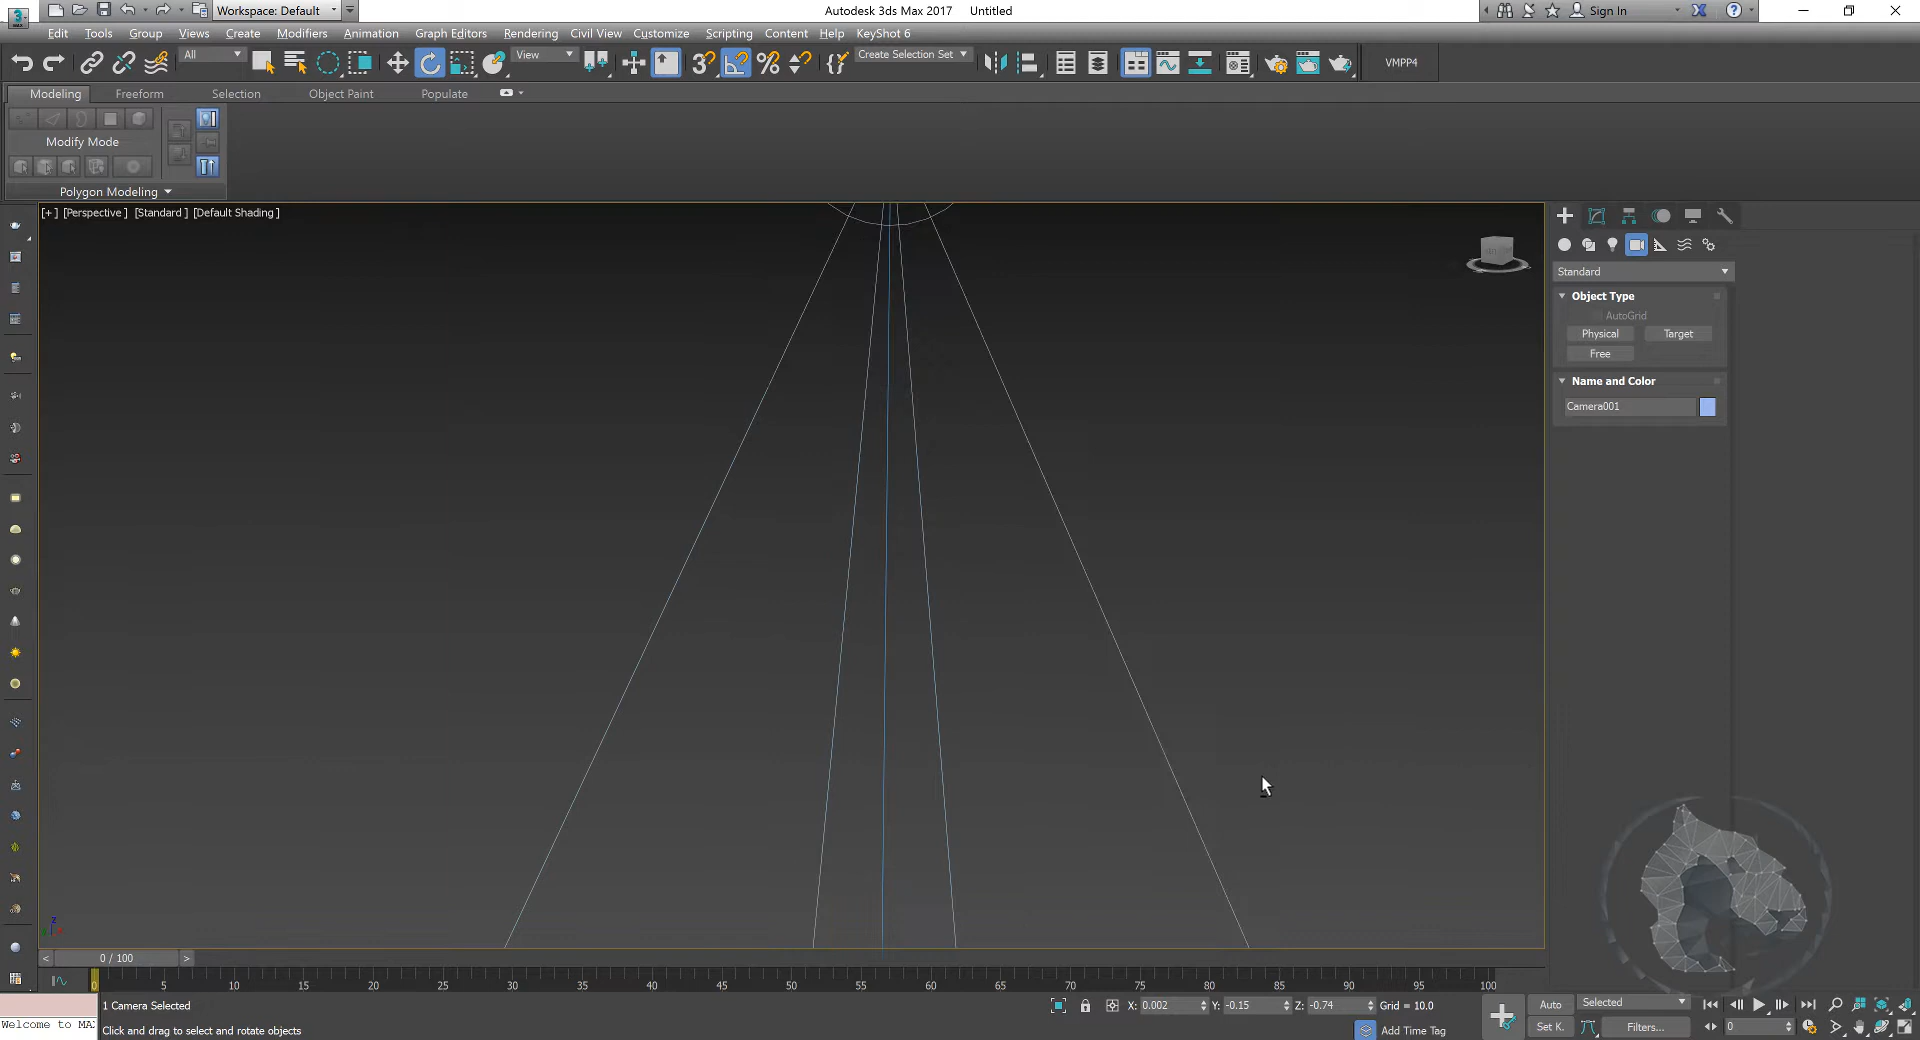 Workspace: Default
Autodesk 3ds Max 2017 Untitled
Sign In
Edit Tools Group Views Create Modifiers Animation Graph Editors Rendering Civil View Customize Scripting Content Help KeyShot 6
All
View
Create Selection Set
VMPP4
Modeling Freeform Selection Object Paint Populate
Modify Mode
Polygon Modeling
[+] [Perspective] [Standard] [Default Shading]
Standard
Object Type
AutoGrid
Physical Target
Free
Name and Color
Camera001
z
< 0 / 100 >
0 5 10 15 20 25 30 35 40 45 50 55 60 65 70 75 80 85 90 95 100
1 Camera Selected
X: 0.002 Y: -0.15 Z: -0.74 Grid = 10.0
Auto Selected
Welcome to MA
Click and drag to select and rotate objects
Add Time Tag
Set K. Filters... 0